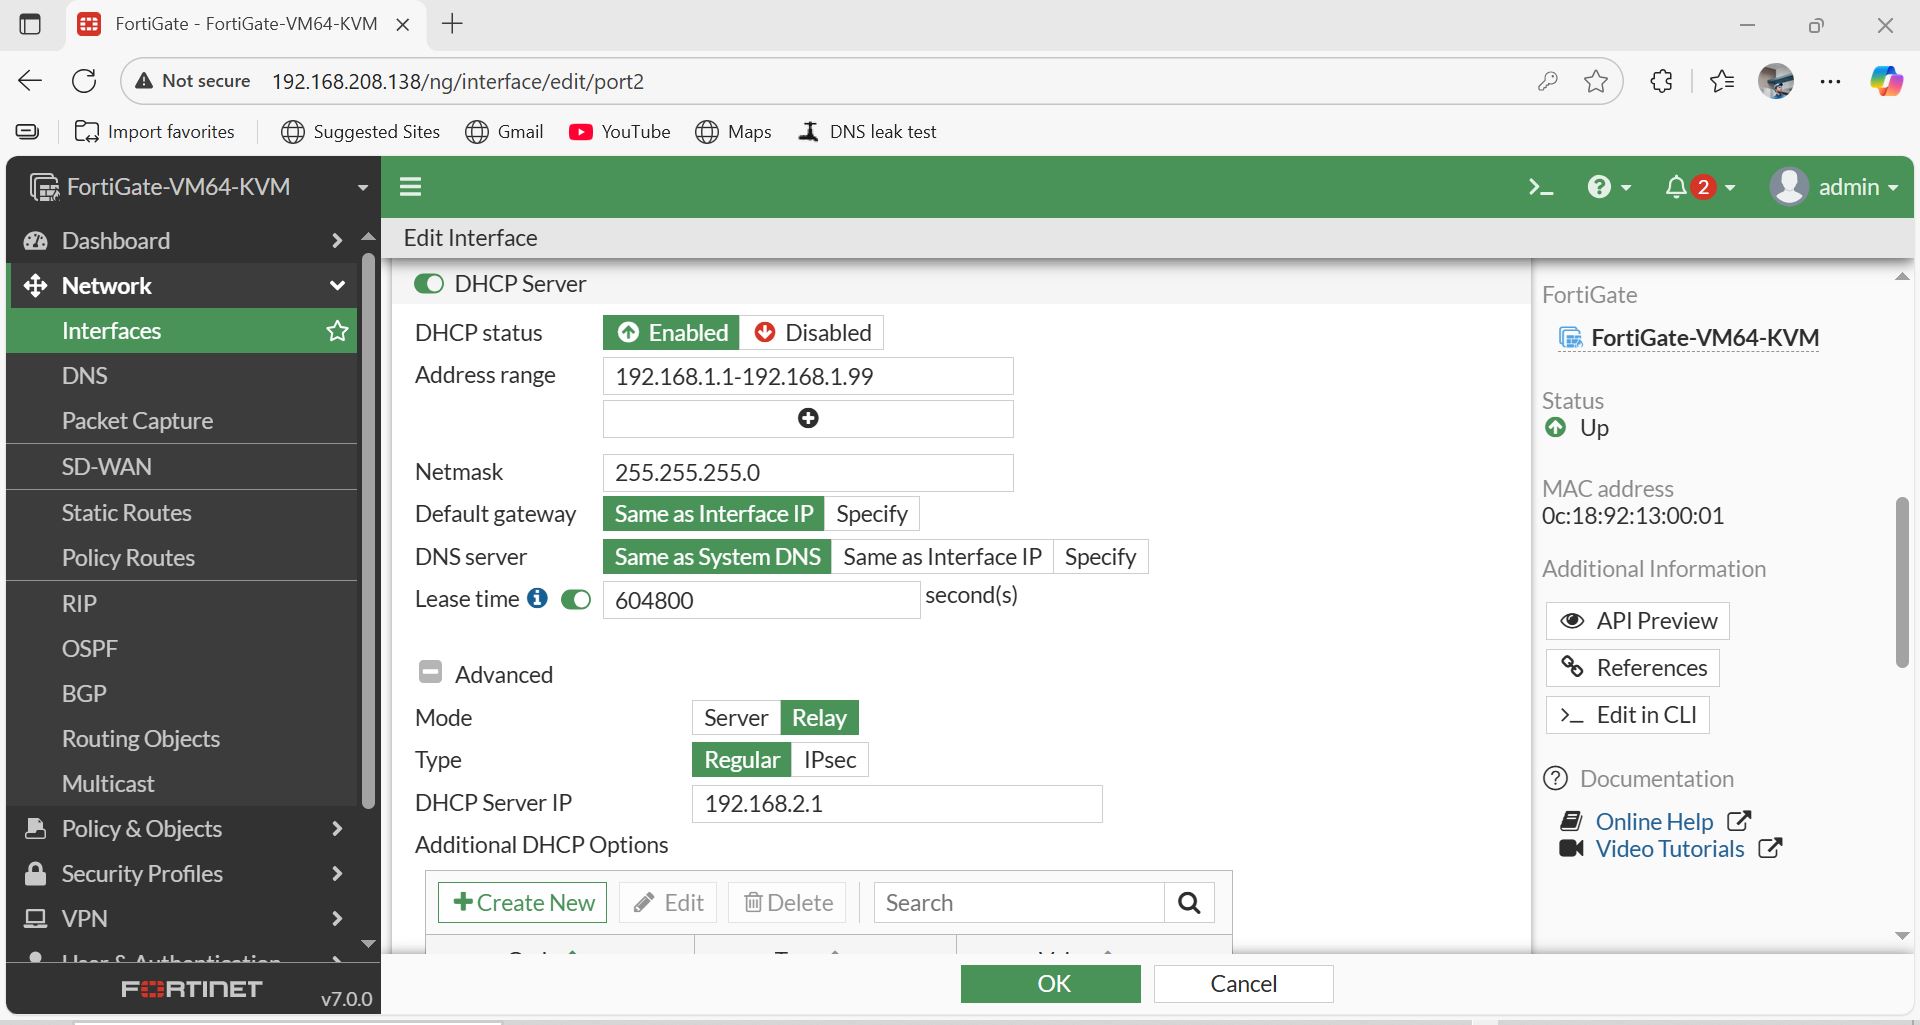 FortiGate - FortiGate-VM64-KVM
Not secure 192.168.208.138/ng/interface/edit/port2
Import favorites Suggested Sites Gmail YouTube Maps DNS leak test
FortiGate-VM64-KVM
>_ ? 2 admin
Dashboard
Network
Interfaces
DNS
Packet Capture
SD-WAN
Static Routes
Policy Routes
RIP
OSPF
BGP
Routing Objects
Multicast
Policy & Objects
Security Profiles
VPN
User & Authentication
FORTINET v7.0.0
Edit Interface
DHCP Server
DHCP status Enabled Disabled
Address range 192.168.1.1-192.168.1.99
Netmask 255.255.255.0
Default gateway Same as Interface IP Specify
DNS server Same as System DNS Same as Interface IP Specify
Lease time 604800 second(s)
Advanced
Mode Server Relay
Type Regular IPsec
DHCP Server IP 192.168.2.1
Additional DHCP Options
Create New Edit Delete Search
OK Cancel
FortiGate
FortiGate-VM64-KVM
Status
Up
MAC address
0c:18:92:13:00:01
Additional Information
API Preview
References
>_ Edit in CLI
? Documentation
Online Help
Video Tutorials